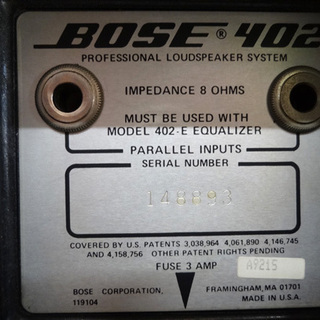 BOSE® 402
PROFESSIONAL LOUDSPEAKER SYSTEM
IMPEDANCE 8 OHMS
MUST BE USED WITH
MODEL 402-E EQUALIZER
PARALLEL INPUTS
SERIAL NUMBER
148893
COVERED BY U.S. PATENTS 3,038,964 4,061,890 4,146,745
AND 4,158,756 OTHER PATENT RIGHTS PENDING
FUSE 3 AMP
A9215
BOSE CORPORATION, FRAMINGHAM, MA 01701
119104 MADE IN U.S.A.